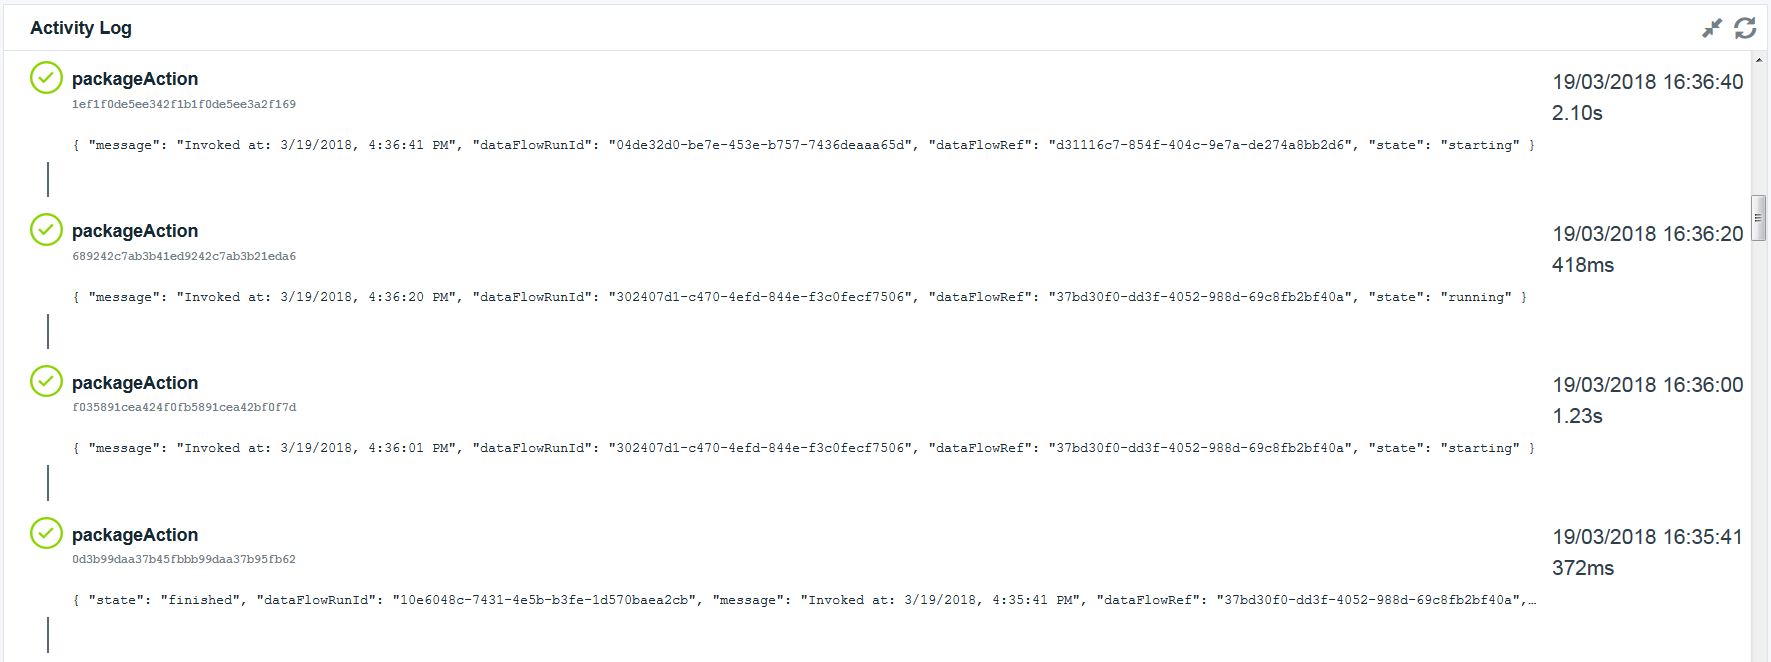 Activity Log
packageAction
19/03/2018 16:36:40
1ef1f0de5ee342f1b1f0de5ee3a2f169
2.10s
{ "message": "Invoked at: 3/19/2018, 4:36:41 PM", "dataFlowRunId": "04de32d0-be7e-453e-b757-7436deaaa65d", "dataFlowRef": "d31116c7-854f-404c-9e7a-de274a8bb2d6", "state": "starting" }
packageAction
19/03/2018 16:36:20
689242c7ab3b41ed9242c7ab3b21eda6
418ms
{ "message": "Invoked at: 3/19/2018, 4:36:20 PM", "dataFlowRunId": "302407d1-c470-4efd-844e-f3c0fecf7506", "dataFlowRef": "37bd30f0-dd3f-4052-988d-69c8fb2bf40a", "state": "running" }
packageAction
19/03/2018 16:36:00
f035891cea424f0fb5891cea42bf0f7d
1.23s
{ "message": "Invoked at: 3/19/2018, 4:36:01 PM", "dataFlowRunId": "302407d1-c470-4efd-844e-f3c0fecf7506", "dataFlowRef": "37bd30f0-dd3f-4052-988d-69c8fb2bf40a", "state": "starting" }
packageAction
19/03/2018 16:35:41
0d3b99daa37b45fbbb99daa37b95fb62
372ms
{ "state": "finished", "dataFlowRunId": "10e6048c-7431-4e5b-b3fe-1d570baea2cb", "message": "Invoked at: 3/19/2018, 4:35:41 PM", "dataFlowRef": "37bd30f0-dd3f-4052-988d-69c8fb2bf40a",…